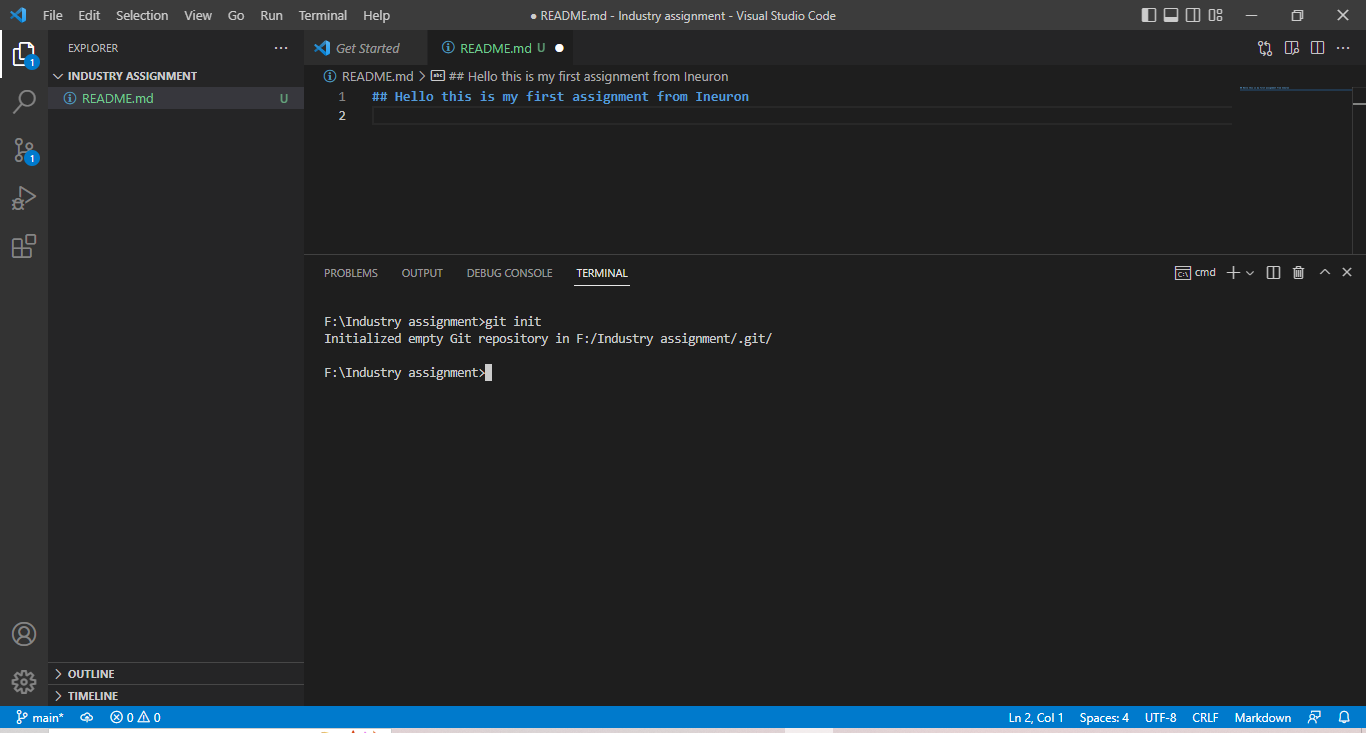 File Edit Selection View Go Run Terminal Help
● README.md - Industry assignment - Visual Studio Code
EXPLORER
INDUSTRY ASSIGNMENT
README.md U
Get Started
README.md U
README.md > ## Hello this is my first assignment from Ineuron
1 ## Hello this is my first assignment from Ineuron
2
PROBLEMS OUTPUT DEBUG CONSOLE TERMINAL
cmd
F:\Industry assignment>git init
Initialized empty Git repository in F:/Industry assignment/.git/
F:\Industry assignment>
1
1
OUTLINE
TIMELINE
main* 0 0
Ln 2, Col 1 Spaces: 4 UTF-8 CRLF Markdown